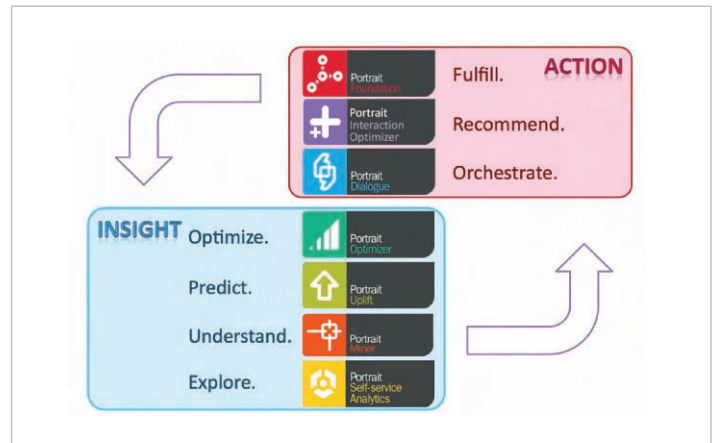 ACTION
Portrait
Foundation
Fulfill.
Portrait
Interaction
Optimizer
Recommend.
Portrait
Dialogue
Orchestrate.
INSIGHT
Optimize.
Portrait
Optimizer
Predict.
Portrait
Uplift
Understand.
Portrait
Miner
Explore.
Portrait
Self-service
Analytics